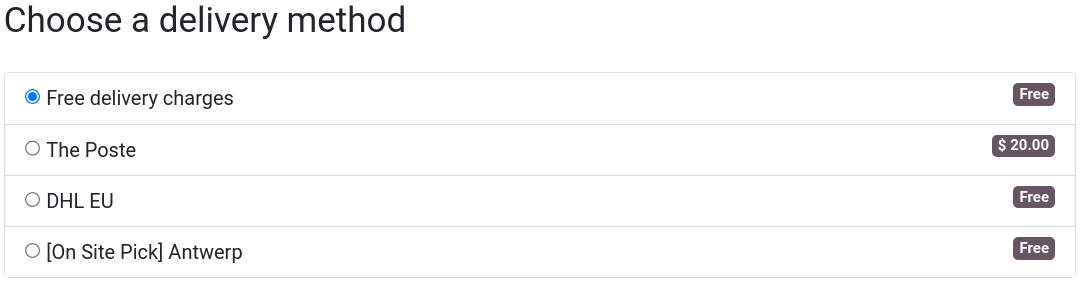 Choose a delivery method
Free delivery charges Free
The Poste $ 20.00
DHL EU Free
[On Site Pick] Antwerp Free